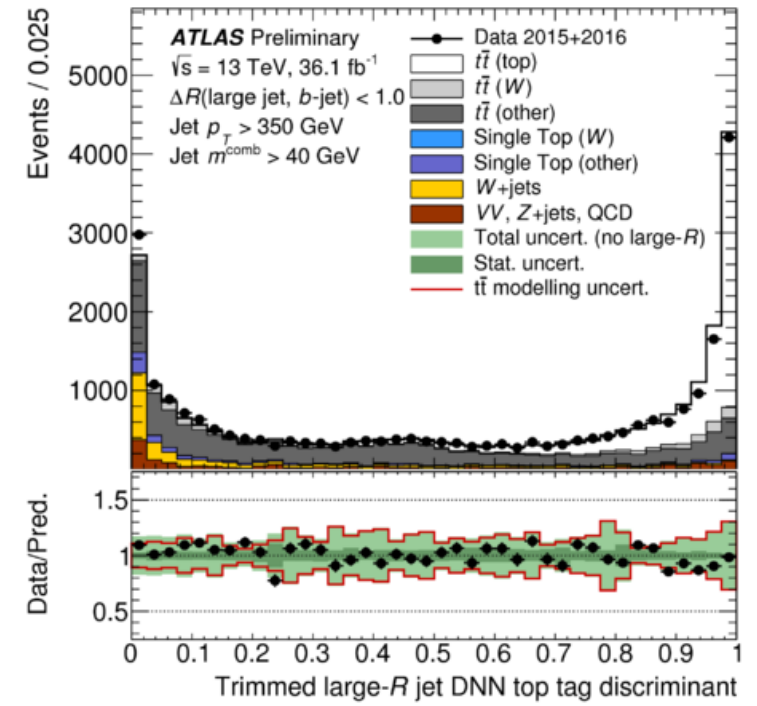 Events / 0.025
5000
4000
3000
2000
1000
ATLAS Preliminary
√s = 13 TeV, 36.1 fb⁻¹
ΔR(large jet, b-jet) < 1.0
Jet p_T > 350 GeV
Jet m^comb > 40 GeV
Data 2015+2016
tt̄ (top)
tt̄ (W)
tt̄ (other)
Single Top (W)
Single Top (other)
W+jets
VV, Z+jets, QCD
Total uncert. (no large-R)
Stat. uncert.
tt̄ modelling uncert.
Data/Pred.
1.5
1
0.5
0 0.1 0.2 0.3 0.4 0.5 0.6 0.7 0.8 0.9 1
Trimmed large-R jet DNN top tag discriminant